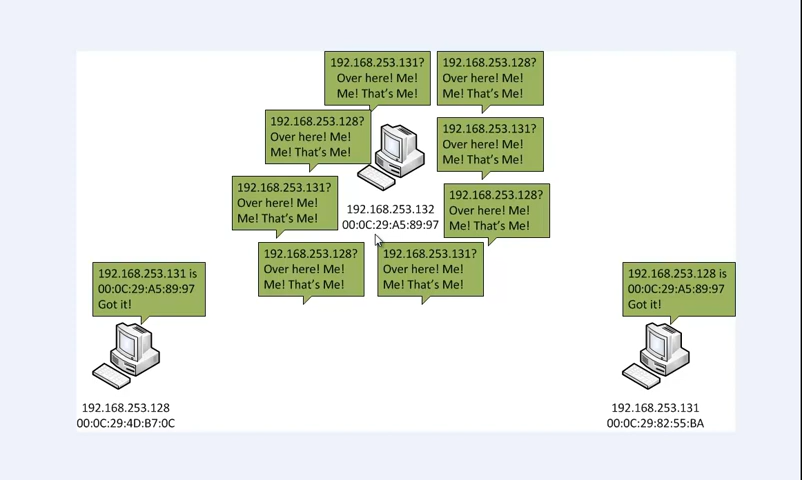 192.168.253.131?
Over here! Me!
Me! That's Me!
192.168.253.128?
Over here! Me!
Me! That's Me!
192.168.253.128?
Over here! Me!
Me! That's Me!
192.168.253.131?
Over here! Me!
Me! That's Me!
192.168.253.131?
Over here! Me!
Me! That's Me!
192.168.253.128?
Over here! Me!
Me! That's Me!
192.168.253.132
00:0C:29:A5:89:97
192.168.253.128?
Over here! Me!
Me! That's Me!
192.168.253.131?
Over here! Me!
Me! That's Me!
192.168.253.131 is
00:0C:29:A5:89:97
Got it!
192.168.253.128 is
00:0C:29:A5:89:97
Got it!
192.168.253.128
00:0C:29:4D:B7:0C
192.168.253.131
00:0C:29:82:55:BA